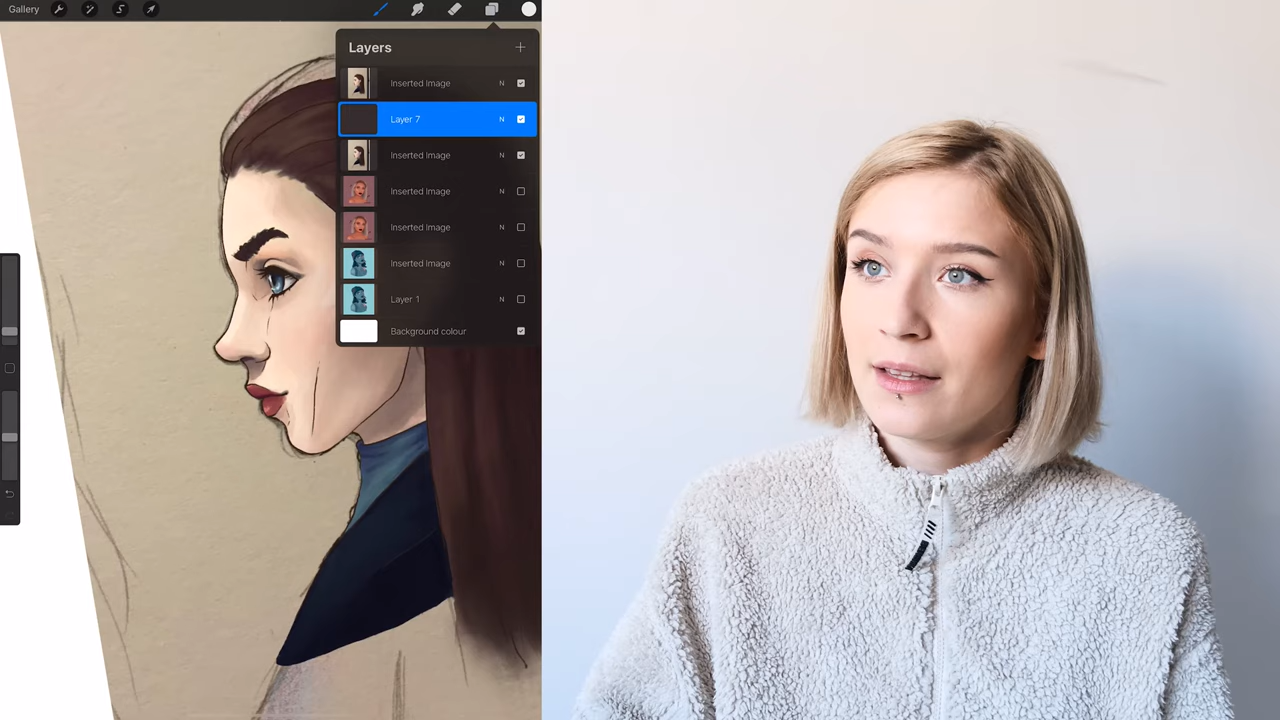 Gallery
Layers
Inserted Image N
Layer 7 N
Inserted Image N
Inserted Image N
Inserted Image N
Inserted Image N
Layer 1 N
Background colour